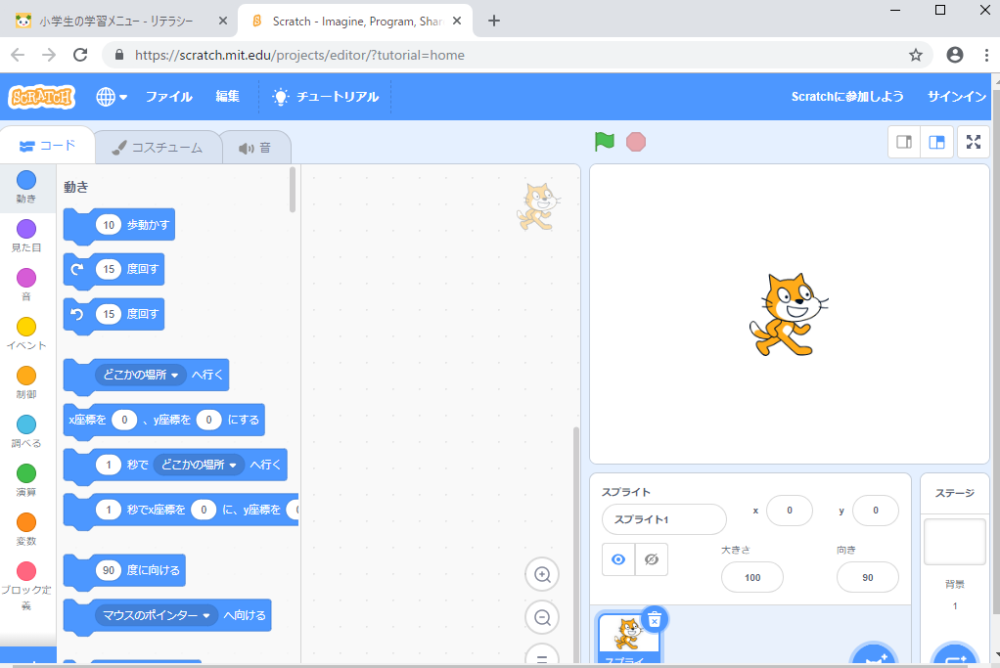 小学生の学習メニュー - リテラシー
Scratch - Imagine, Program, Shar
https://scratch.mit.edu/projects/editor/?tutorial=home
SCRATCH
ファイル
編集
チュートリアル
Scratchに参加しよう
サインイン
コード
コスチューム
音
動き
見た目
音
イベント
制御
調べる
演算
変数
ブロック定義
動き
10 歩動かす
15 度回す
15 度回す
どこかの場所 へ行く
x座標を 0 、y座標を 0 にする
1 秒で どこかの場所 へ行く
1 秒でx座標を 0 に、y座標を
90 度に向ける
マウスのポインター へ向ける
スプライト
スプライト1
x 0
y 0
大きさ
100
向き
90
スプライ
ステージ
背景
1